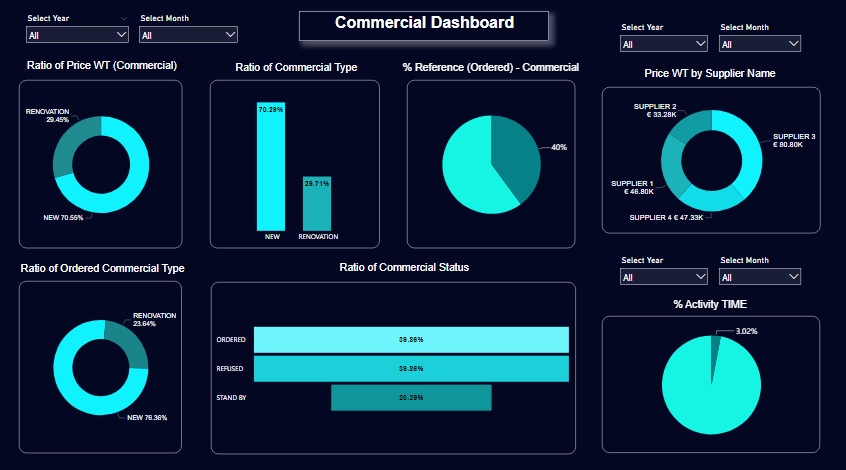 Commercial Dashboard
Select Year
Select Month
All
All
Select Year
Select Month
All
All
Ratio of Price WT (Commercial)
RENOVATION
29.45%
NEW 70.55%
Ratio of Commercial Type
70.29%
29.71%
NEW
RENOVATION
% Reference (Ordered) - Commercial
40%
Price WT by Supplier Name
SUPPLIER 2
€ 33.28K
SUPPLIER 3
€ 80.80K
SUPPLIER 1
€ 46.80K
SUPPLIER 4 € 47.33K
Ratio of Ordered Commercial Type
RENOVATION
23.64%
NEW 76.36%
Ratio of Commercial Status
ORDERED
39.86%
REFUSED
39.86%
STAND BY
20.29%
Select Year
Select Month
All
All
% Activity TIME
3.02%